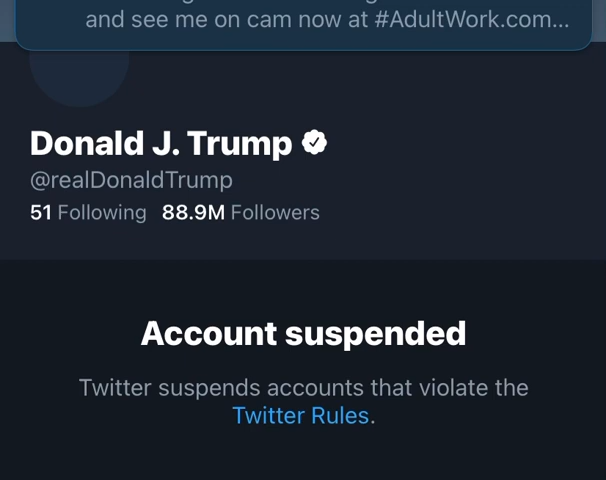 and see me on cam now at #AdultWork.com...
Donald J. Trump
@realDonaldTrump
51 Following 88.9M Followers
Account suspended
Twitter suspends accounts that violate the
Twitter Rules.